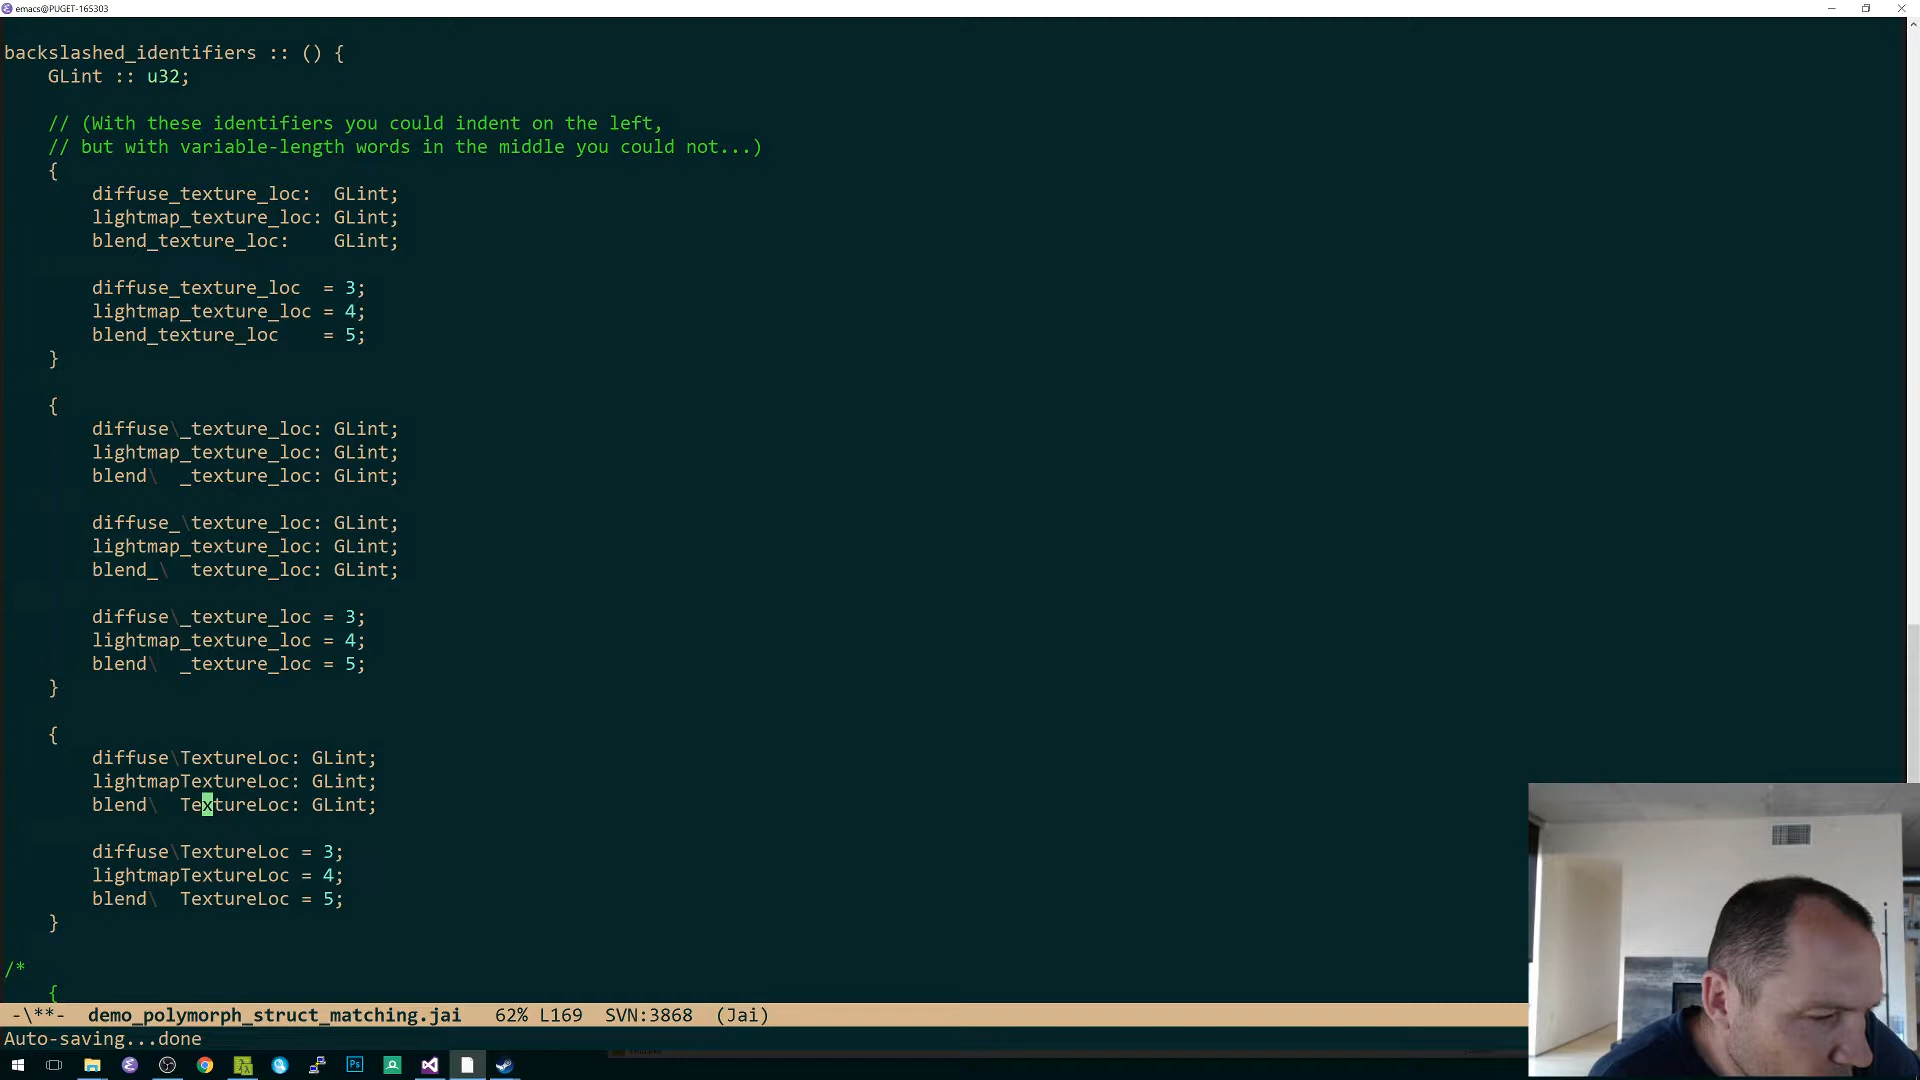 emacs@PUGET-165303
backslashed_identifiers :: () {
    GLint :: u32;
    // (With these identifiers you could indent on the left,
    // but with variable-length words in the middle you could not...)
    {
        diffuse_texture_loc:  GLint;
        lightmap_texture_loc: GLint;
        blend_texture_loc:    GLint;
        diffuse_texture_loc  = 3;
        lightmap_texture_loc = 4;
        blend_texture_loc    = 5;
    }
    {
        diffuse\_texture_loc: GLint;
        lightmap_texture_loc: GLint;
        blend\  _texture_loc: GLint;
        diffuse_\texture_loc: GLint;
        lightmap_texture_loc: GLint;
        blend_\  texture_loc: GLint;
        diffuse\_texture_loc = 3;
        lightmap_texture_loc = 4;
        blend\  _texture_loc = 5;
    }
    {
        diffuse\TextureLoc: GLint;
        lightmapTextureLoc: GLint;
        blend\  TextureLoc: GLint;
        diffuse\TextureLoc = 3;
        lightmapTextureLoc = 4;
        blend\  TextureLoc = 5;
    }
/*
    {
-\**-  demo_polymorph_struct_matching.jai   62% L169  SVN:3868  (Jai)
Auto-saving...done
Ps